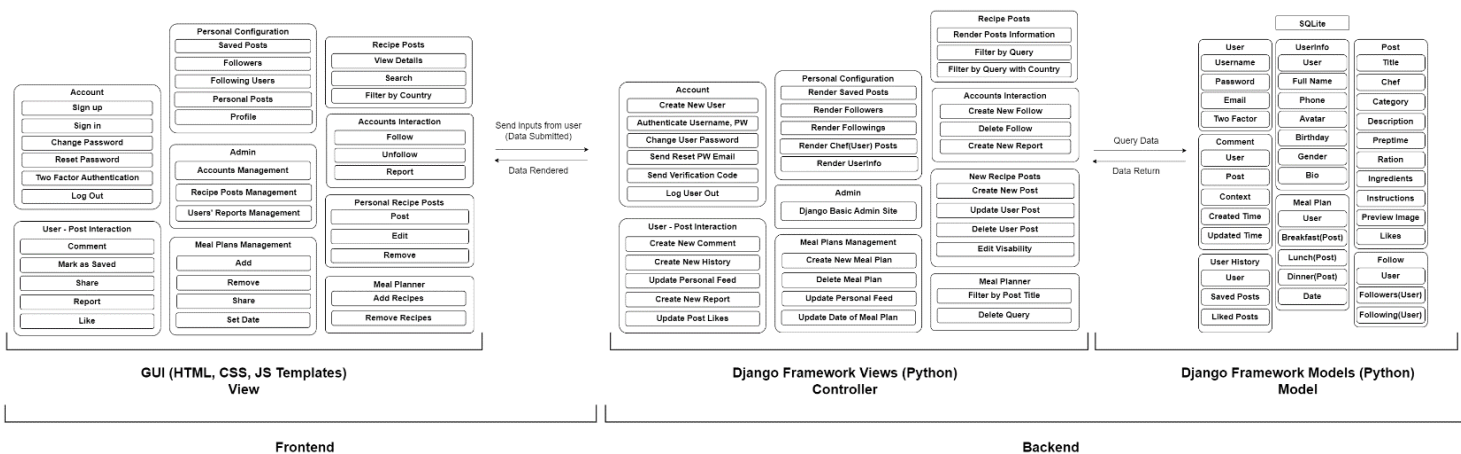 Account
Sign up
Sign in
Change Password
Reset Password
Two Factor Authentication
Log Out
User - Post Interaction
Comment
Mark as Saved
Share
Report
Like
Personal Configuration
Saved Posts
Followers
Following Users
Personal Posts
Profile
Admin
Accounts Management
Recipe Posts Management
Users' Reports Management
Meal Plans Management
Add
Remove
Share
Set Date
Recipe Posts
View Details
Search
Filter by Country
Accounts Interaction
Follow
Unfollow
Report
Personal Recipe Posts
Post
Edit
Remove
Meal Planner
Add Recipes
Remove Recipes
GUI (HTML, CSS, JS Templates)
View
Send inputs from user
(Data Submitted)
Data Rendered
Account
Create New User
Authenticate Username, PW
Change User Password
Send Reset PW Email
Send Verification Code
Log User Out
User - Post Interaction
Create New Comment
Create New History
Update Personal Feed
Create New Report
Update Post Likes
Personal Configuration
Render Saved Posts
Render Followers
Render Followings
Render Chef(User) Posts
Render UserInfo
Admin
Django Basic Admin Site
Meal Plans Management
Create New Meal Plan
Delete Meal Plan
Update Personal Feed
Update Date of Meal Plan
Recipe Posts
Render Posts Information
Filter by Query
Filter by Query with Country
Accounts Interaction
Create New Follow
Delete Follow
Create New Report
New Recipe Posts
Create New Post
Update User Post
Delete User Post
Edit Visability
Meal Planner
Filter by Post Title
Delete Query
Django Framework Views (Python)
Controller
Query Data
Data Return
SQLite
User
Username
Password
Email
Two Factor
Comment
User
Post
Context
Created Time
Updated Time
User History
User
Saved Posts
Liked Posts
UserInfo
User
Full Name
Phone
Avatar
Birthday
Gender
Bio
Meal Plan
User
Breakfast(Post)
Lunch(Post)
Dinner(Post)
Date
Post
Title
Chef
Category
Description
Preptime
Ration
Ingredients
Instructions
Preview Image
Likes
Follow
User
Followers(User)
Following(User)
Django Framework Models (Python)
Model
Frontend
Backend